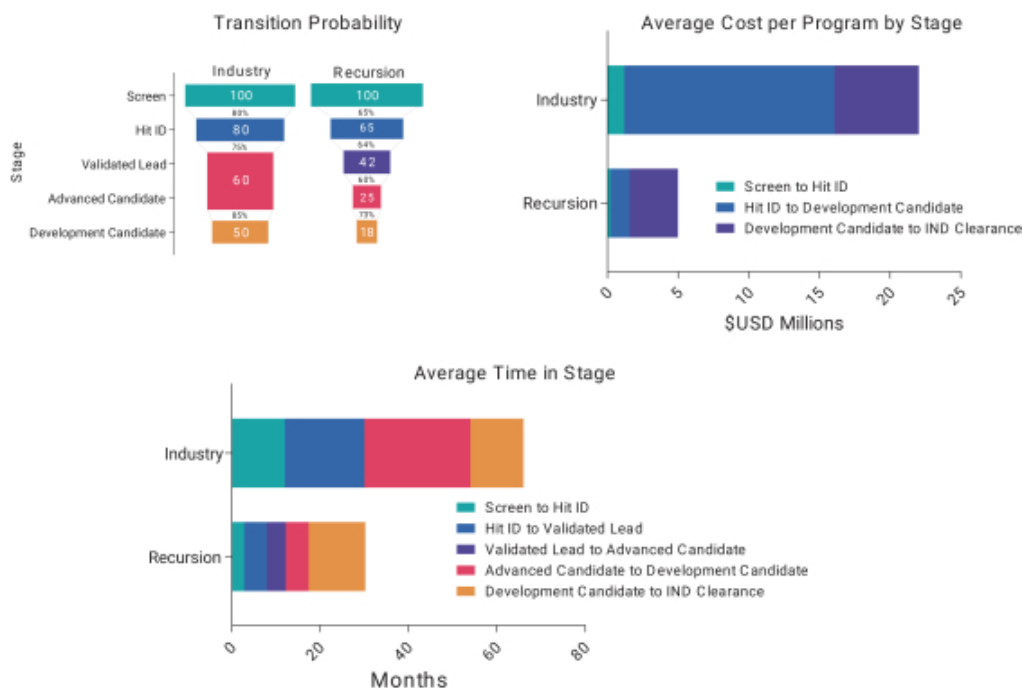 Transition Probability
Industry
Recursion
Stage
Screen
100
100
80%
65%
Hit ID
80
65
75%
64%
Validated Lead
60
42
60%
Advanced Candidate
25
85%
73%
Development Candidate
50
18
Average Cost per Program by Stage
Industry
Recursion
Screen to Hit ID
Hit ID to Development Candidate
Development Candidate to IND Clearance
0
5
10
15
20
25
$USD Millions
Average Time in Stage
Industry
Recursion
Screen to Hit ID
Hit ID to Validated Lead
Validated Lead to Advanced Candidate
Advanced Candidate to Development Candidate
Development Candidate to IND Clearance
0
20
40
60
80
Months